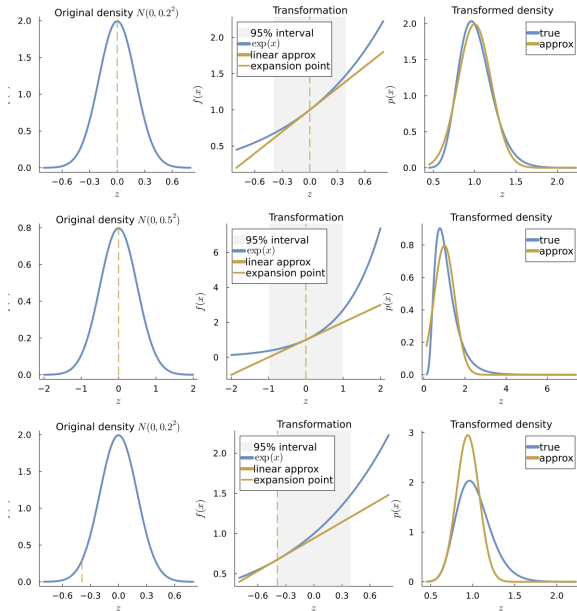 Original density N(0, 0.2²)
2.0
1.5
1.0
0.5
0.0
−0.6 −0.3 0.0 0.3 0.6
z
Transformation
95% interval
exp(x)
linear approx
expansion point
f(x)
2.0
1.5
1.0
0.5
−0.6 −0.3 0.0 0.3 0.6
z
Transformed density
true
approx
p(x)
2.0
1.5
1.0
0.5
0.0
0.5 1.0 1.5 2.0
z
Original density N(0, 0.5²)
0.8
0.6
0.4
0.2
0.0
−2 −1 0 1 2
z
Transformation
95% interval
exp(x)
linear approx
expansion point
f(x)
6
4
2
0
−2 −1 0 1 2
z
Transformed density
true
approx
p(x)
0.8
0.6
0.4
0.2
0.0
0 2 4 6
z
Original density N(0, 0.2²)
2.0
1.5
1.0
0.5
0.0
−0.6 −0.3 0.0 0.3 0.6
z
Transformation
95% interval
exp(x)
linear approx
expansion point
f(x)
2.0
1.5
1.0
0.5
−0.6 −0.3 0.0 0.3 0.6
z
Transformed density
true
approx
p(x)
3
2
1
0
0.5 1.0 1.5 2.0
z